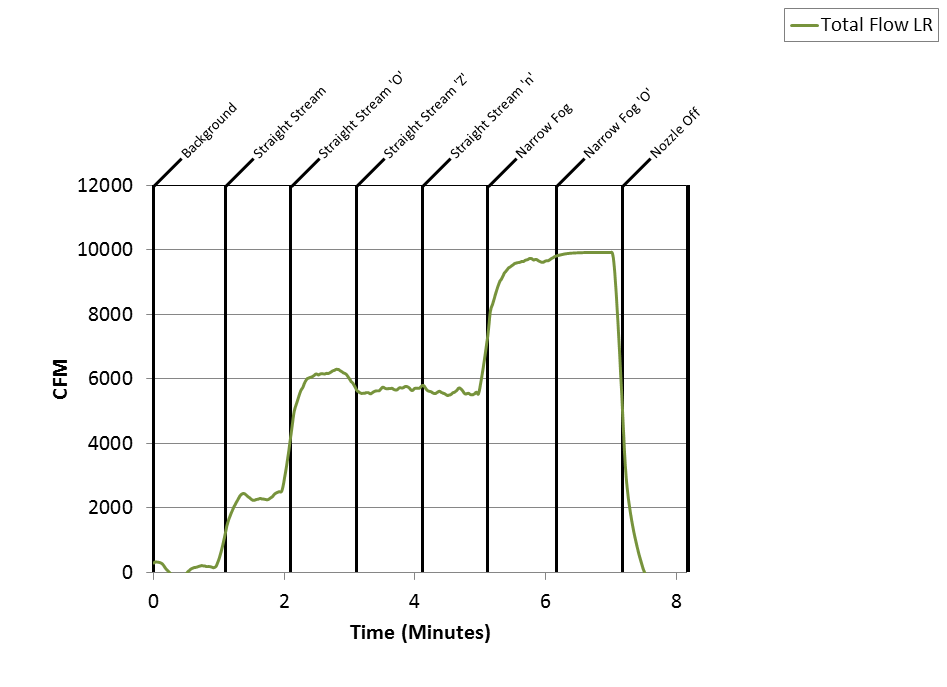 Total Flow LR
Background
Straight Stream
Straight Stream 'O'
Straight Stream 'Z'
Straight Stream 'n'
Narrow Fog
Narrow Fog 'O'
Nozzle Off
12000
10000
8000
6000
4000
2000
0
CFM
0 2 4 6 8
Time (Minutes)